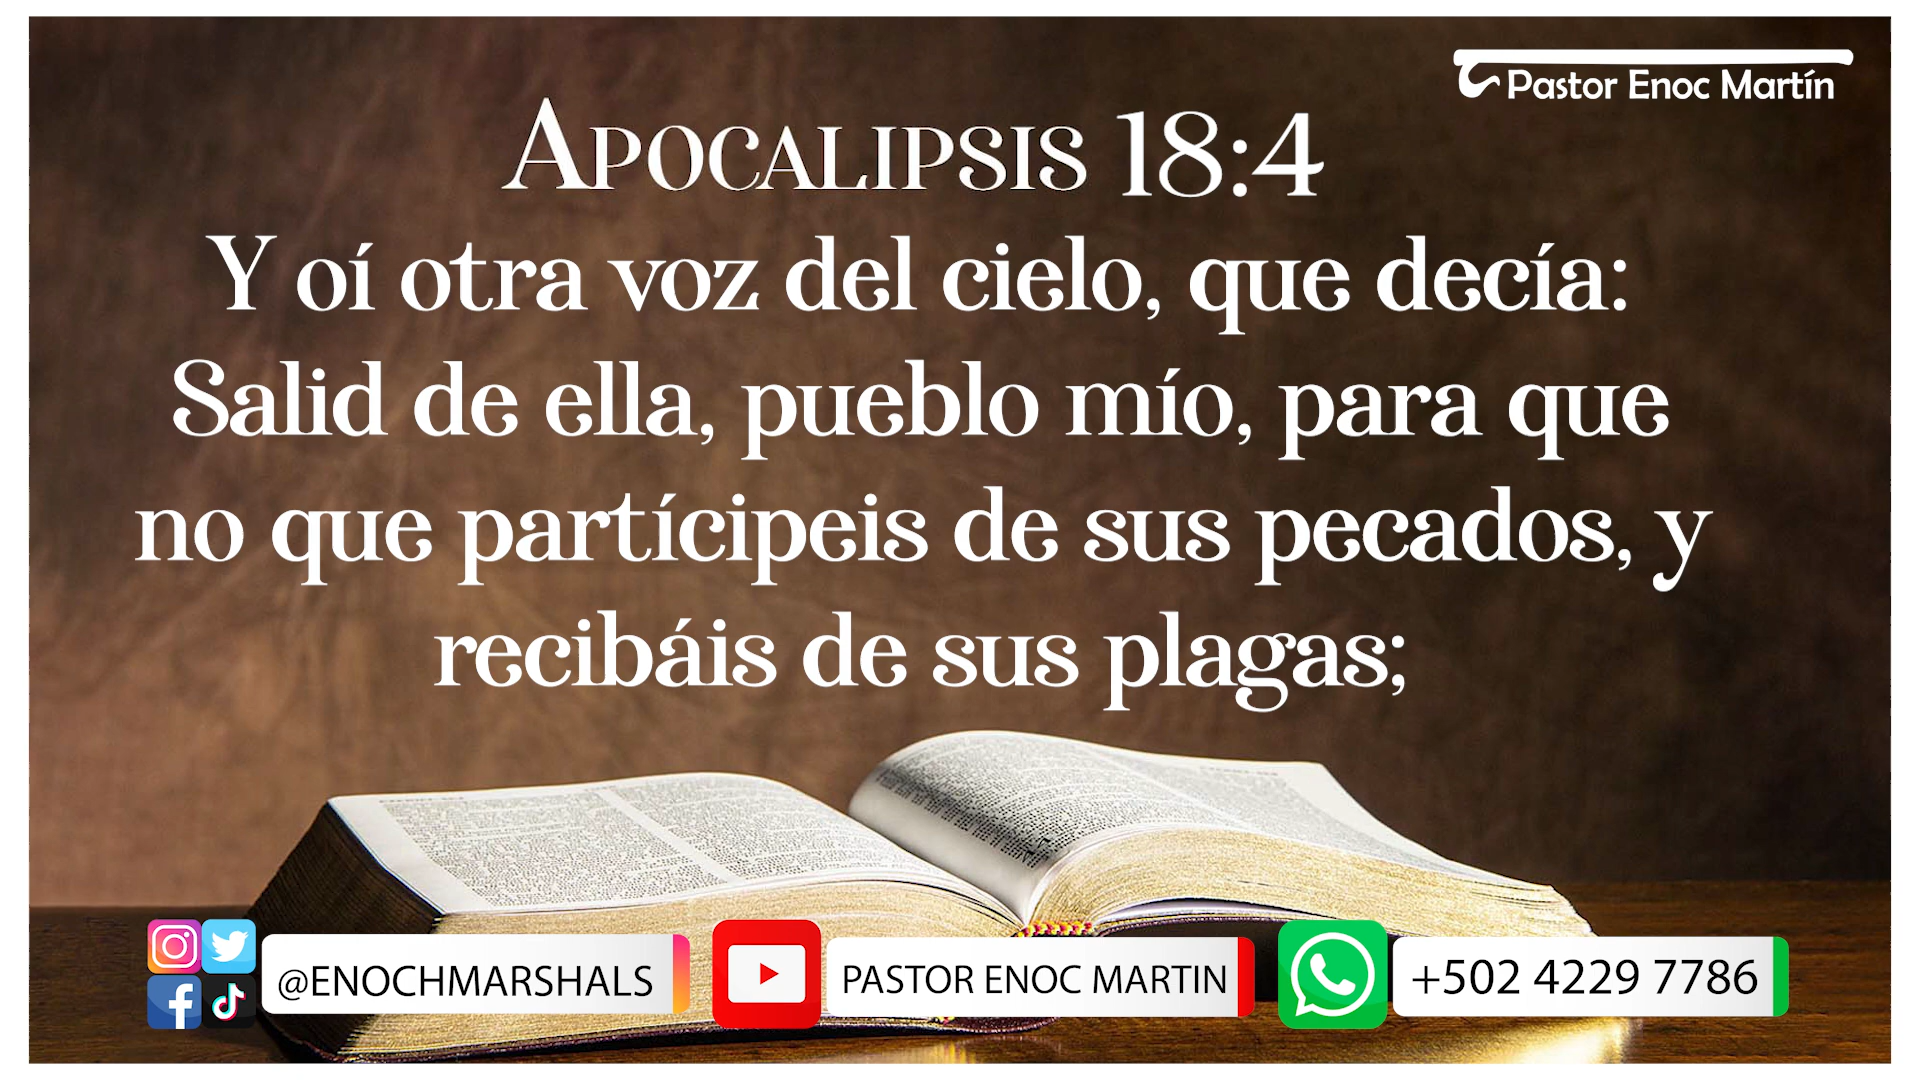 Pastor Enoc Martín
Apocalipsis 18:4
Y oí otra voz del cielo, que decía:
Salid de ella, pueblo mío, para que
no que partícipeis de sus pecados, y
recibáis de sus plagas;
@ENOCHMARSHALS
PASTOR ENOC MARTIN
+502 4229 7786